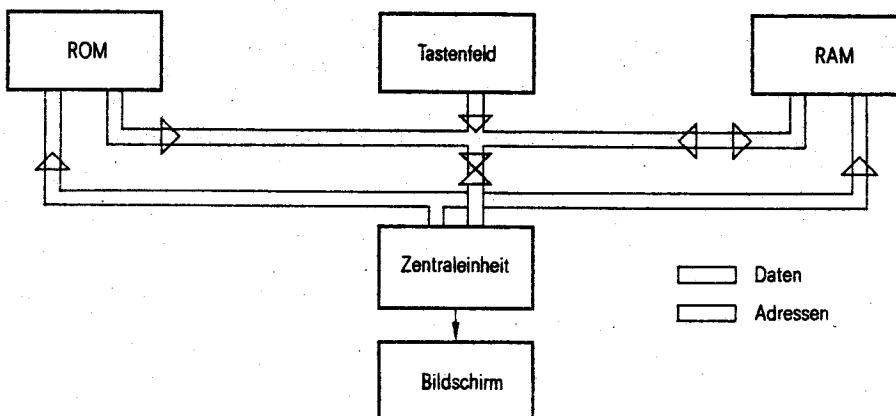 ROM
Tastenfeld
RAM
Zentraleinheit
Daten
Adressen
Bildschirm